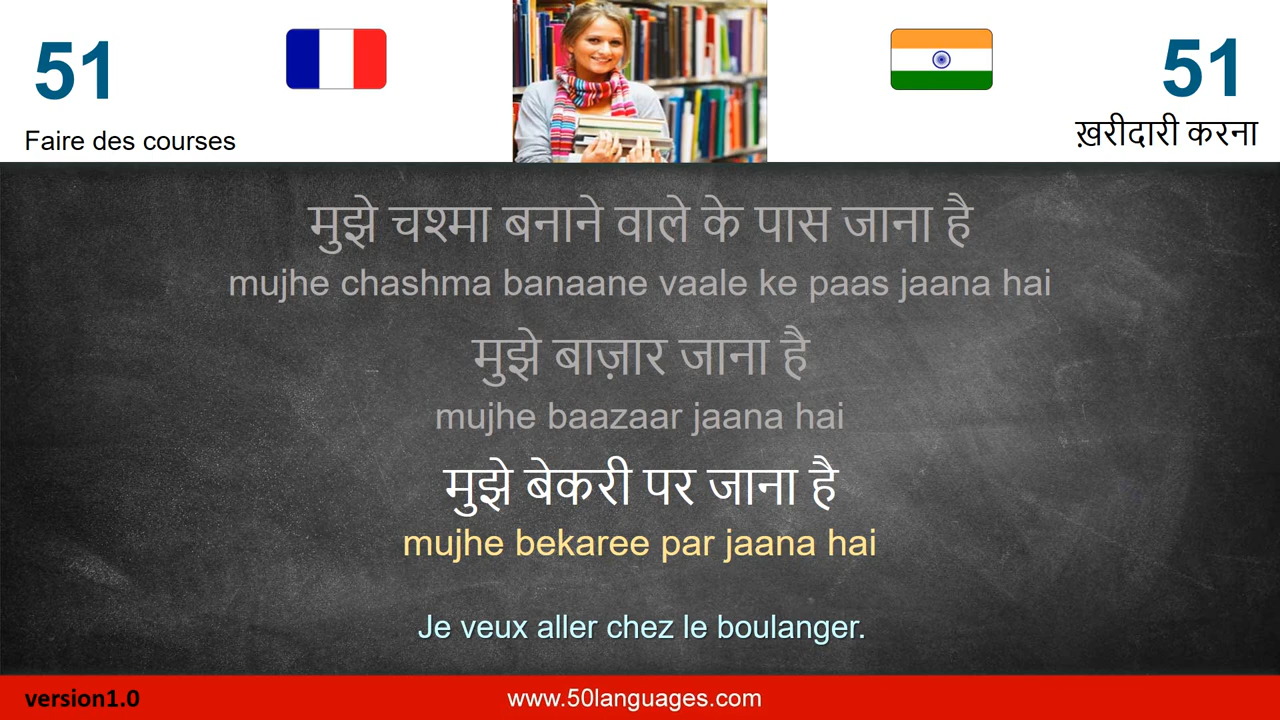 51
51
Faire des courses
ख़रीदारी करना
मुझे चश्मा बनाने वाले के पास जाना है
mujhe chashma banaane vaale ke paas jaana hai
मुझे बाज़ार जाना है
mujhe baazaar jaana hai
मुझे बेकरी पर जाना है
mujhe bekaree par jaana hai
Je veux aller chez le boulanger.
version1.0
www.50languages.com